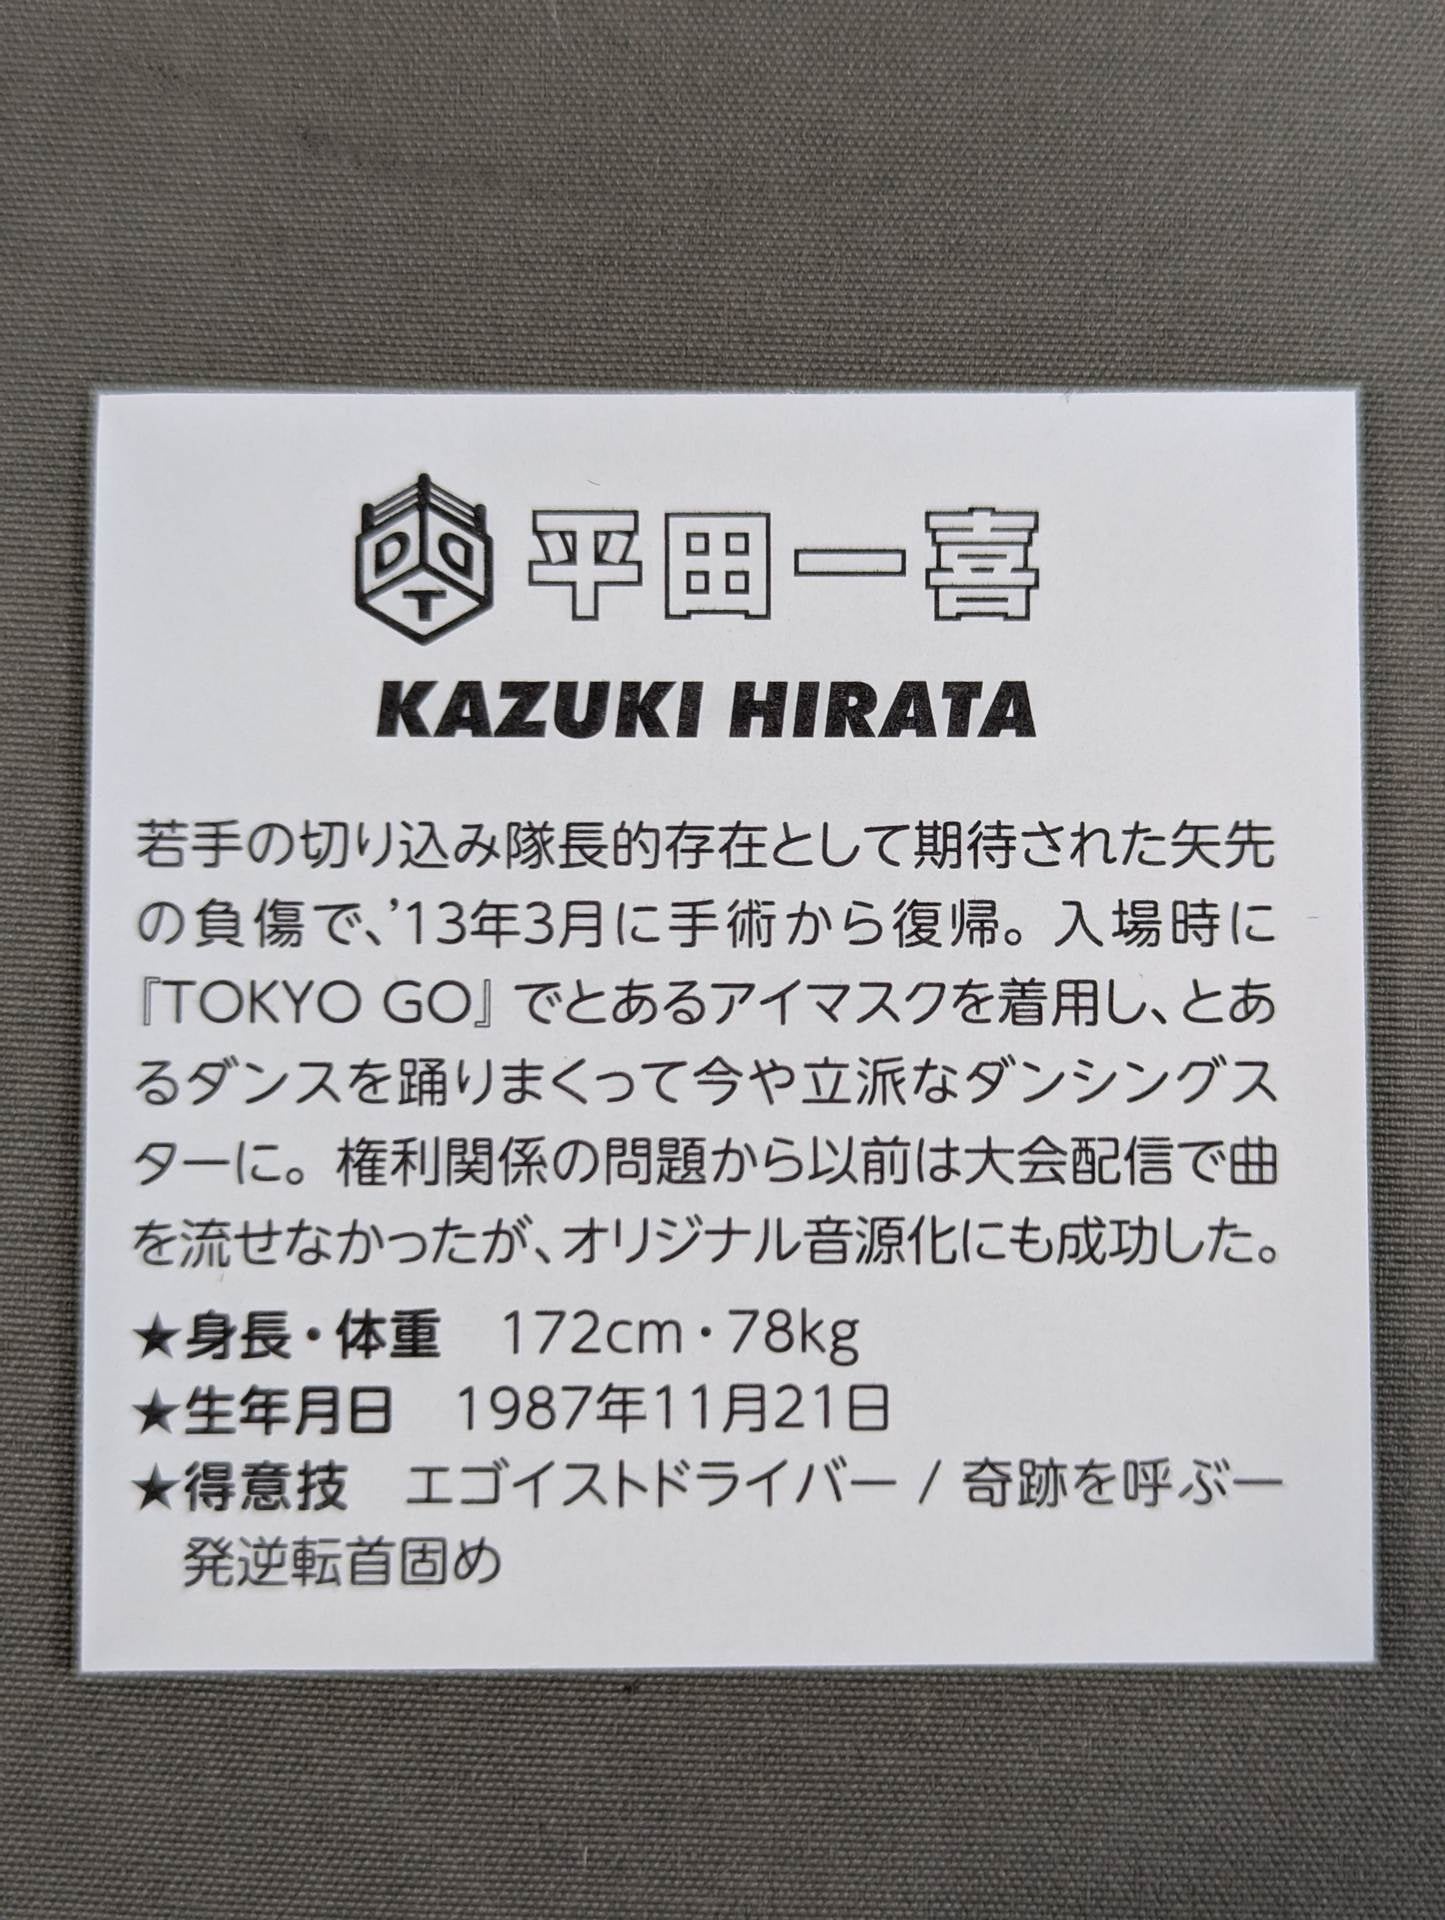 DDT 平田一喜
KAZUKI HIRATA
若手の切り込み隊長的存在として期待された矢先
の負傷で、’13年3月に手術から復帰。入場時に
『TOKYO GO』でとあるアイマスクを着用し、とあ
るダンスを踊りまくって今や立派なダンシングス
ターに。権利関係の問題から以前は大会配信で曲
を流せなかったが、オリジナル音源化にも成功した。
★身長・体重　172cm・78kg
★生年月日　1987年11月21日
★得意技　エゴイストドライバー / 奇跡を呼ぶ一
発逆転首固め